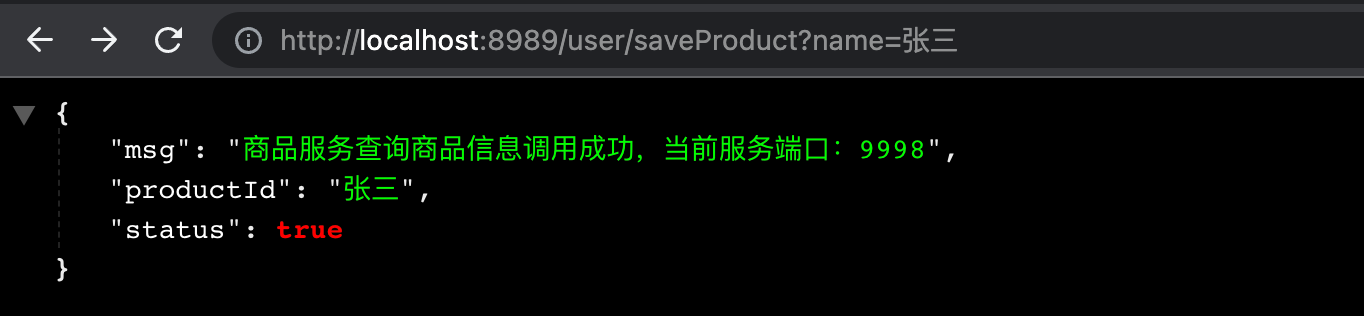 http://localhost:8989/user/saveProduct?name=张三
{
"msg": "商品服务查询商品信息调用成功，当前服务端口：9998",
"productId": "张三",
"status": true
}